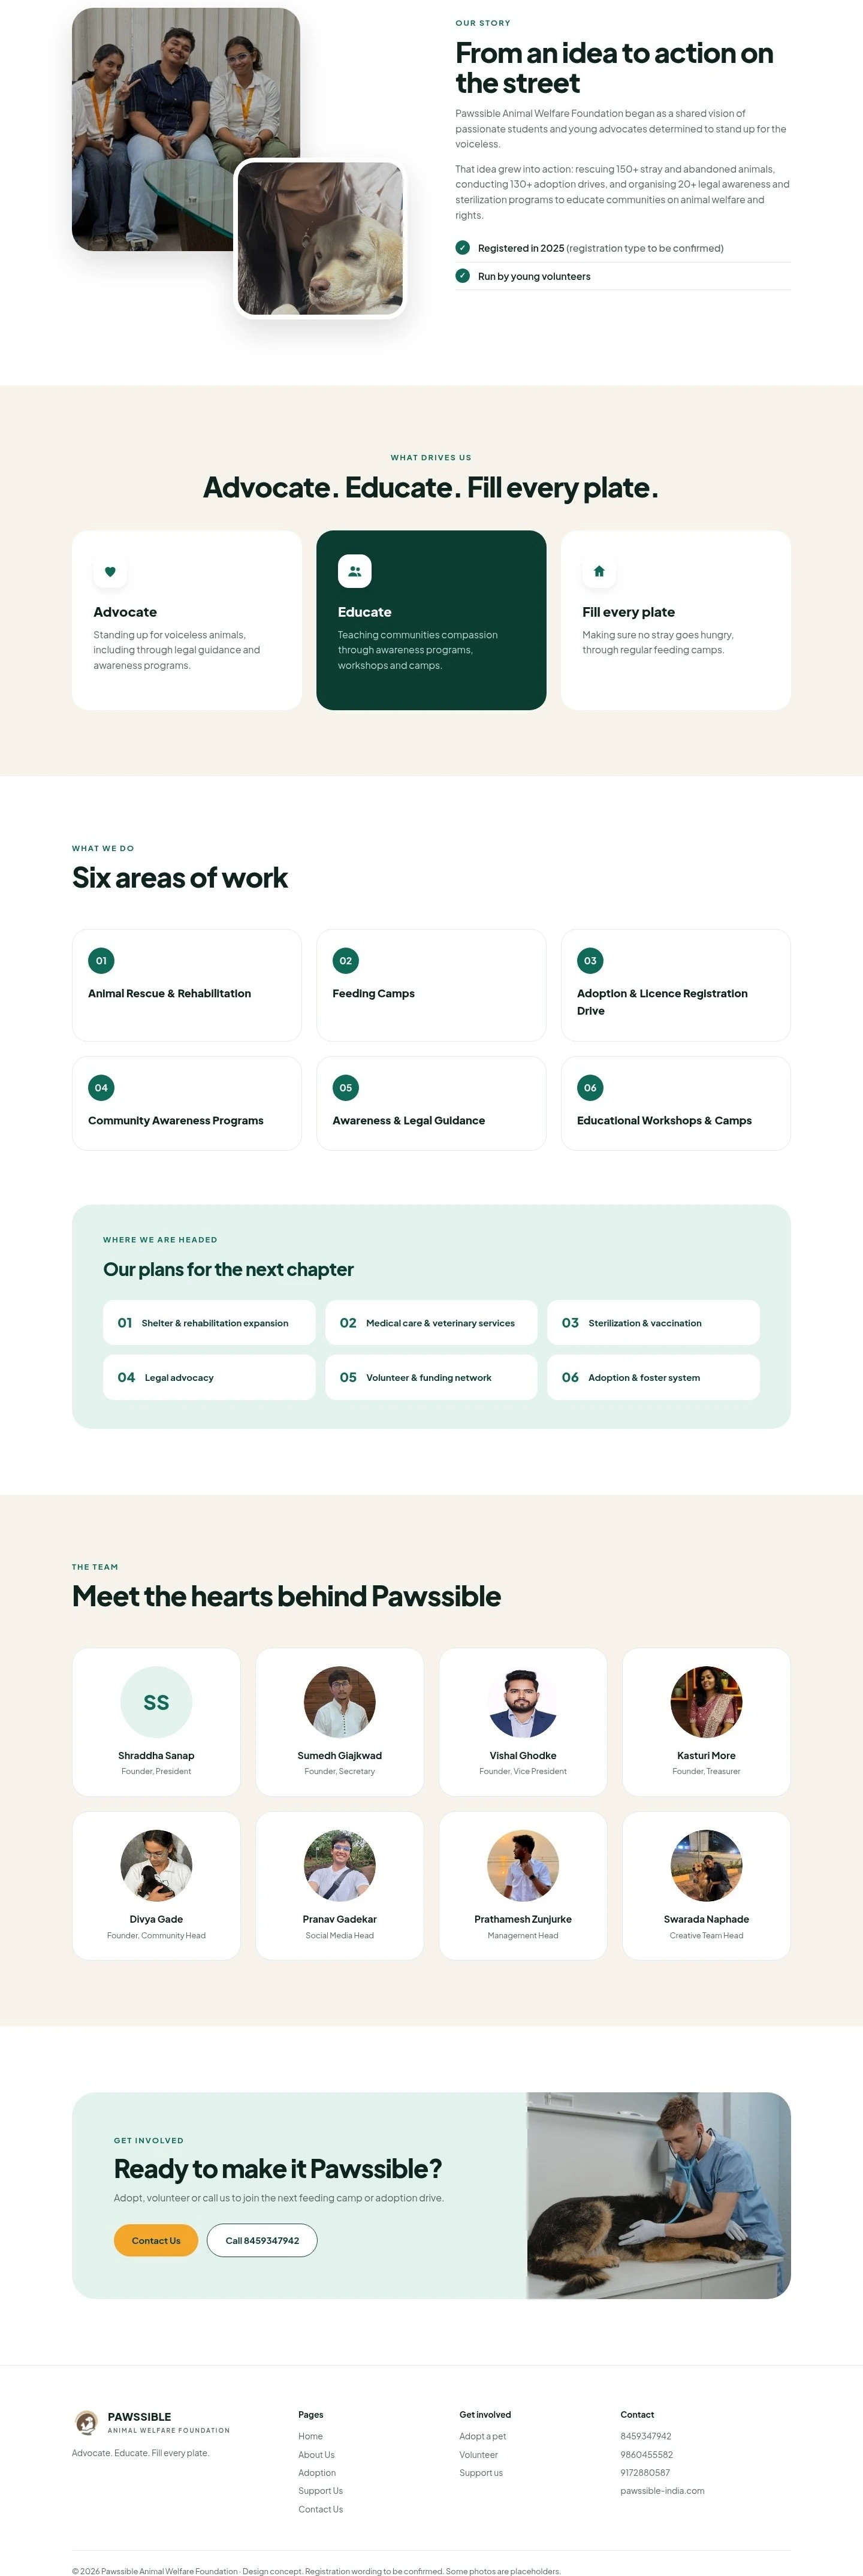 OUR STORY
From an idea to action on
the street
Pawssible Animal Welfare Foundation began as a shared vision of
passionate students and young advocates determined to stand up for the
voiceless.
That idea grew into action: rescuing 150+ stray and abandoned animals,
conducting 130+ adoption drives, and organising 20+ legal awareness and
sterilization programs to educate communities on animal welfare and
rights.
✓ Registered in 2025 (registration type to be confirmed)
✓ Run by young volunteers
WHAT DRIVES US
Advocate. Educate. Fill every plate.
Advocate
Standing up for voiceless animals,
including through legal guidance and
awareness programs.
Educate
Teaching communities compassion
through awareness programs,
workshops and camps.
Fill every plate
Making sure no stray goes hungry,
through regular feeding camps.
WHAT WE DO
Six areas of work
01
Animal Rescue & Rehabilitation
02
Feeding Camps
03
Adoption & Licence Registration
Drive
04
Community Awareness Programs
05
Awareness & Legal Guidance
06
Educational Workshops & Camps
WHERE WE ARE HEADED
Our plans for the next chapter
01 Shelter & rehabilitation expansion
02 Medical care & veterinary services
03 Sterilization & vaccination
04 Legal advocacy
05 Volunteer & funding network
06 Adoption & foster system
THE TEAM
Meet the hearts behind Pawssible
SS
Shraddha Sanap
Founder, President
Sumedh Giajkwad
Founder, Secretary
Vishal Ghodke
Founder, Vice President
Kasturi More
Founder, Treasurer
Divya Gade
Founder, Community Head
Pranav Gadekar
Social Media Head
Prathamesh Zunjurke
Management Head
Swarada Naphade
Creative Team Head
GET INVOLVED
Ready to make it Pawssible?
Adopt, volunteer or call us to join the next feeding camp or adoption drive.
Contact Us
Call 8459347942
PAWSSIBLE
ANIMAL WELFARE FOUNDATION
Advocate. Educate. Fill every plate.
Pages
Home
About Us
Adoption
Support Us
Contact Us
Get involved
Adopt a pet
Volunteer
Support us
Contact
8459347942
9860455582
9172880587
pawssible-india.com
© 2026 Pawssible Animal Welfare Foundation · Design concept. Registration wording to be confirmed. Some photos are placeholders.